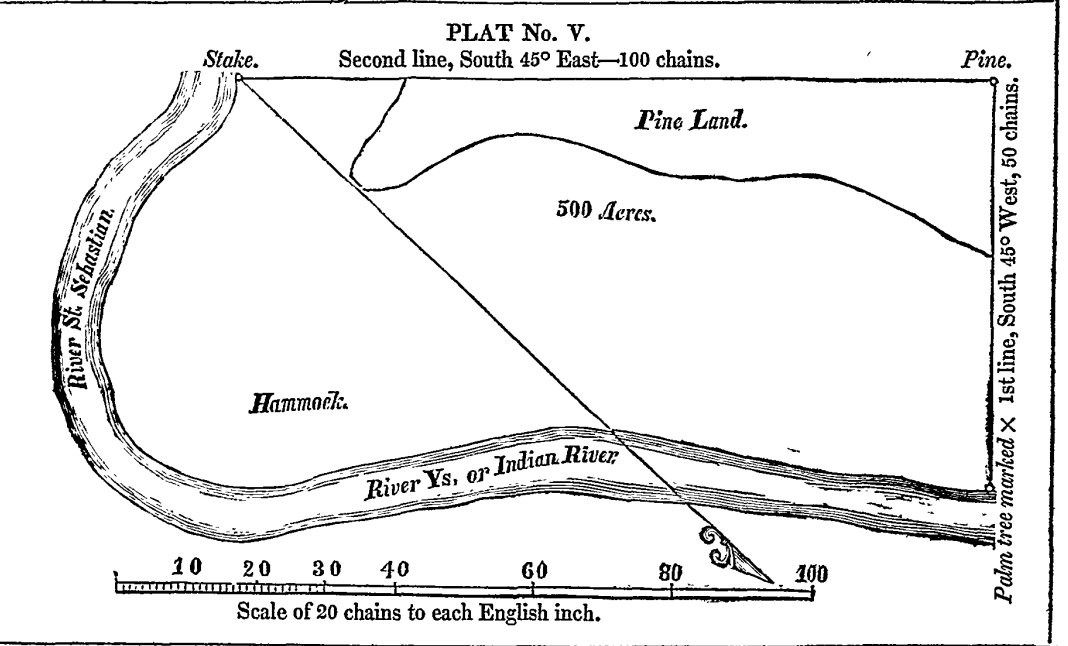 PLAT No. V.
Stake.
Second line, South 45° East—100 chains.
Pine.
Pine Land.
500 Acres.
River St. Sebastian.
Hammock.
River Ys. or Indian River.
Palm tree marked × 1st line, South 45° West, 50 chains.
10 20 30 40 60 80 100
Scale of 20 chains to each English inch.